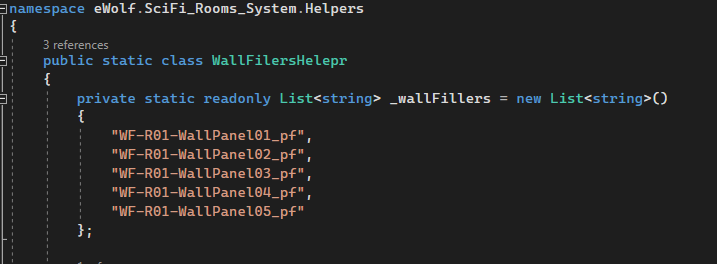 namespace eWolf.SciFi_Rooms_System.Helpers
{
3 references
public static class WallFilersHelepr
{
private static readonly List<string> _wallFillers = new List<string>()
{
"WF-R01-WallPanel01_pf",
"WF-R01-WallPanel02_pf",
"WF-R01-WallPanel03_pf",
"WF-R01-WallPanel04_pf",
"WF-R01-WallPanel05_pf"
};